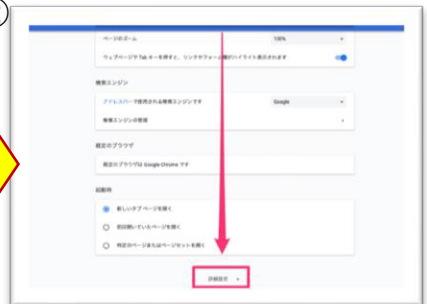 ページのズーム 100%
ウェブページで Tab キーを押すと、リンクやフォーム欄がハイライト表示されます
検索エンジン
アドレスバーで使用される検索エンジンです Google
検索エンジンの管理
既定のブラウザ
既定のブラウザは Google Chrome です
起動時
新しいタブ ページを開く
前回開いていたページを開く
特定のページまたはページセットを開く
詳細設定